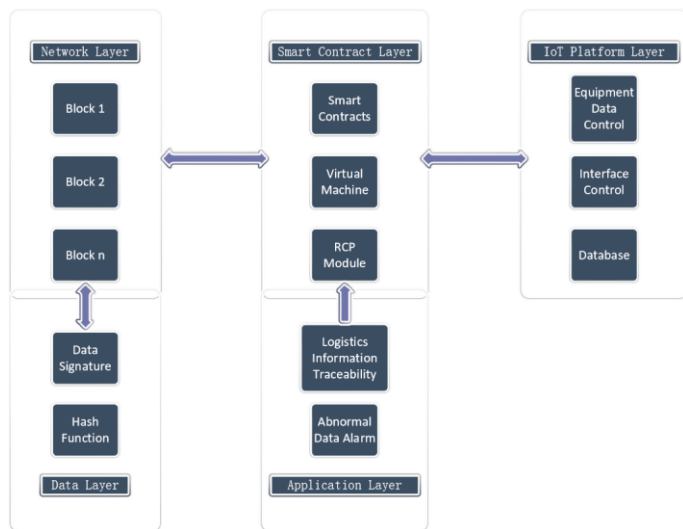 Network Layer
Block 1
Block 2
Block n
Data
Signature
Hash
Function
Data Layer
Smart Contract Layer
Smart
Contracts
Virtual
Machine
RCP
Module
Logistics
Information
Traceability
Abnormal
Data Alarm
Application Layer
IoT Platform Layer
Equipment
Data
Control
Interface
Control
Database